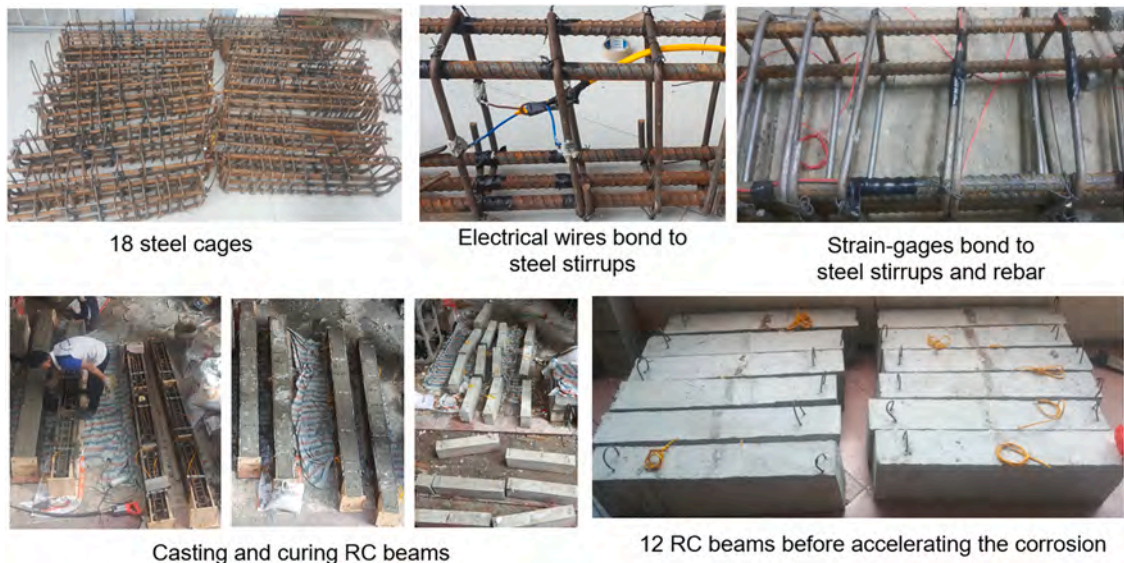 18 steel cages
Electrical wires bond to
steel stirrups
Strain-gages bond to
steel stirrups and rebar
Casting and curing RC beams
12 RC beams before accelerating the corrosion